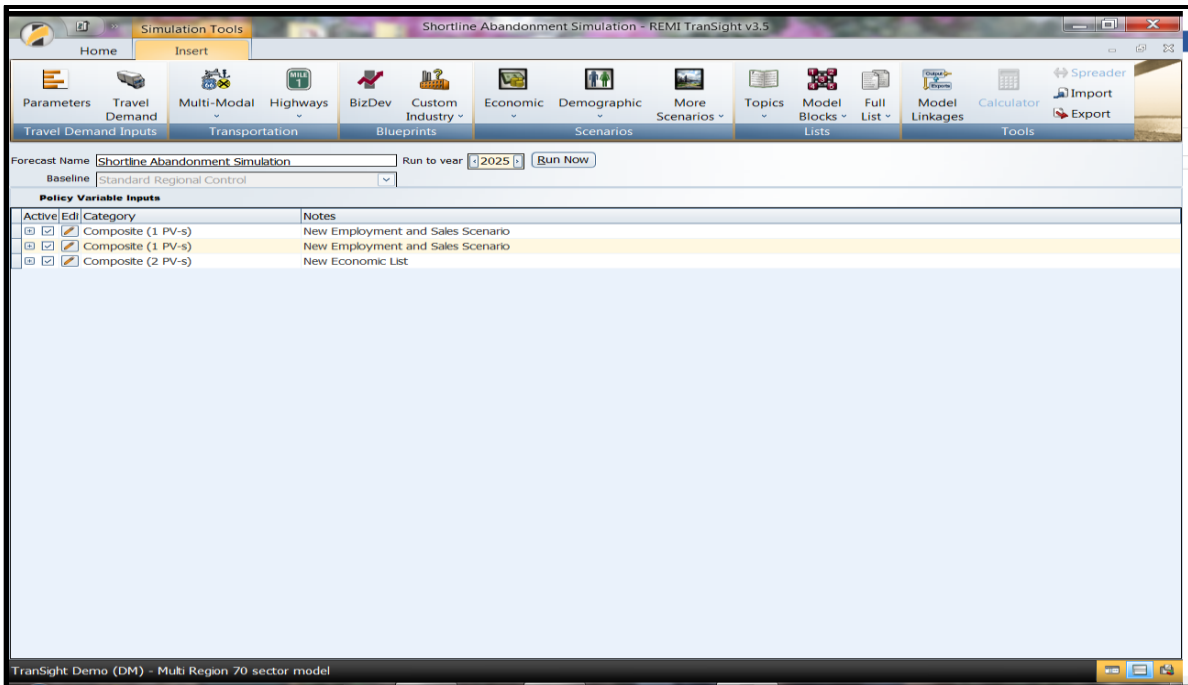 Simulation Tools
Shortline Abandonment Simulation - REMI TranSight v3.5
Home Insert
MILE 1
Parameters Travel Demand Multi-Modal Highways BizDev Custom Industry Economic Demographic More Scenarios Topics Model Blocks Full List Model Linkages Calculator Spreader Import Export
Travel Demand Inputs Transportation Blueprints Scenarios Lists Tools
Forecast Name Shortline Abandonment Simulation Run to year 2025 Run Now
Baseline Standard Regional Control
Policy Variable Inputs
Active Edi Category Notes
Composite (1 PV-s) New Employment and Sales Scenario
Composite (1 PV-s) New Employment and Sales Scenario
Composite (2 PV-s) New Economic List
TranSight Demo (DM) - Multi Region 70 sector model